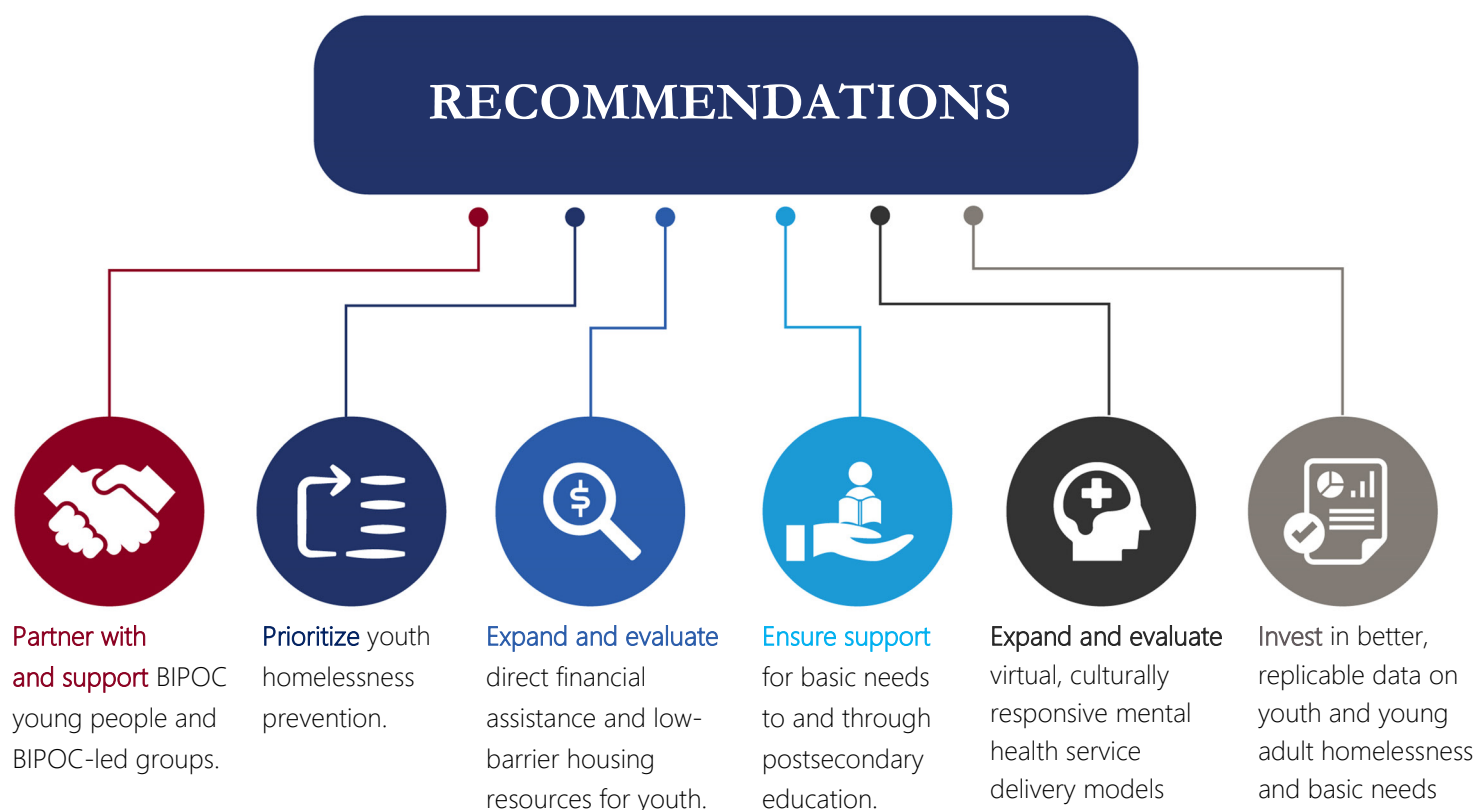 RECOMMENDATIONS
Partner with
and support BIPOC
young people and
BIPOC-led groups.
Prioritize youth
homelessness
prevention.
Expand and evaluate
direct financial
assistance and low-
barrier housing
resources for youth.
Ensure support
for basic needs
to and through
postsecondary
education.
Expand and evaluate
virtual, culturally
responsive mental
health service
delivery models
Invest in better,
replicable data on
youth and young
adult homelessness
and basic needs